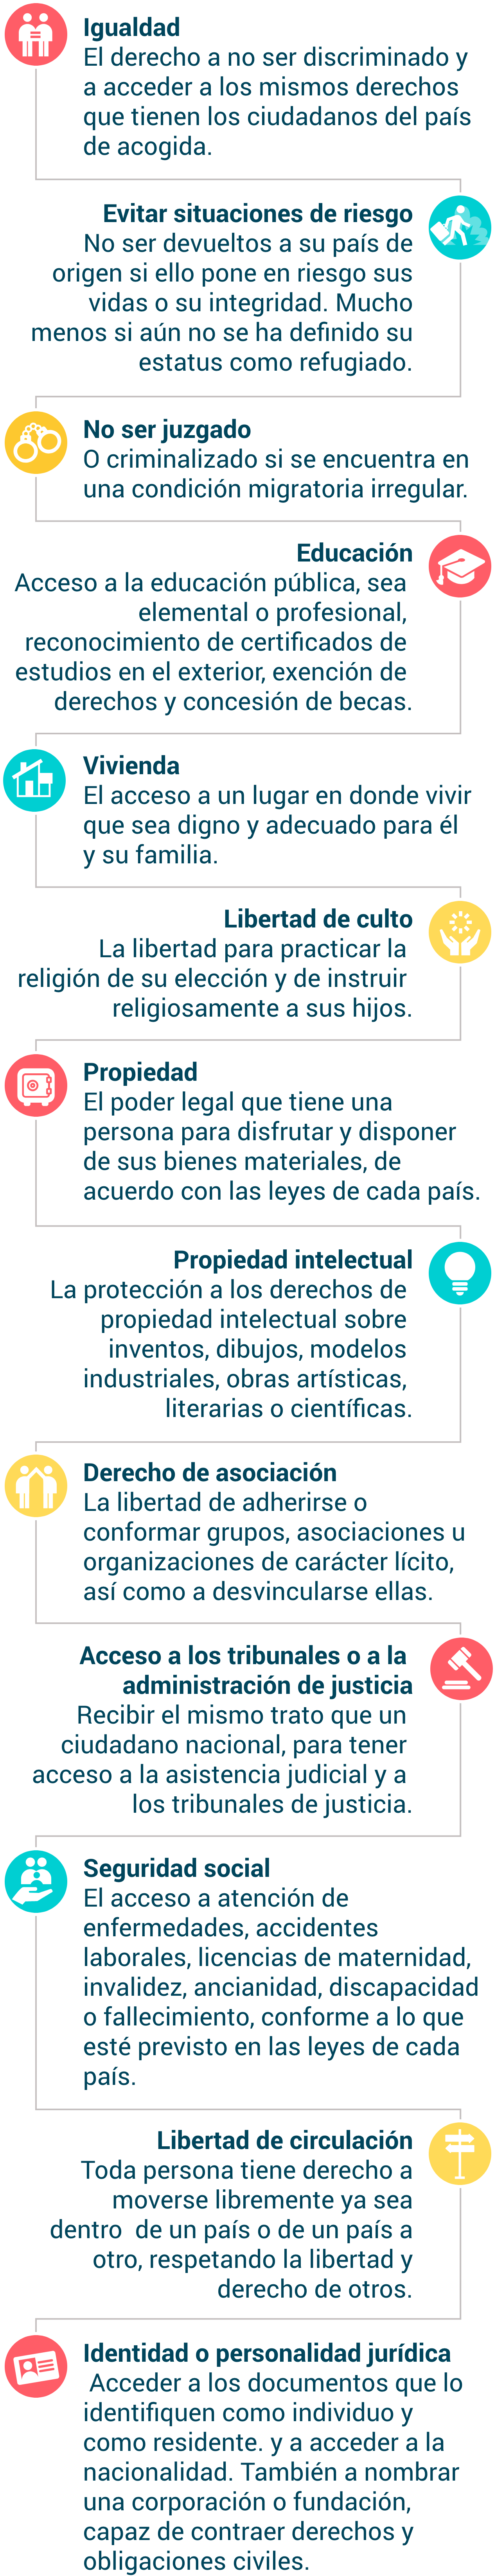 Igualdad
El derecho a no ser discriminado y
a acceder a los mismos derechos
que tienen los ciudadanos del país
de acogida.
Evitar situaciones de riesgo
No ser devueltos a su país de
origen si ello pone en riesgo sus
vidas o su integridad. Mucho
menos si aún no se ha definido su
estatus como refugiado.
No ser juzgado
O criminalizado si se encuentra en
una condición migratoria irregular.
Educación
Acceso a la educación pública, sea
elemental o profesional,
reconocimiento de certificados de
estudios en el exterior, exención de
derechos y concesión de becas.
Vivienda
El acceso a un lugar en donde vivir
que sea digno y adecuado para él
y su familia.
Libertad de culto
La libertad para practicar la
religión de su elección y de instruir
religiosamente a sus hijos.
Propiedad
El poder legal que tiene una
persona para disfrutar y disponer
de sus bienes materiales, de
acuerdo con las leyes de cada país.
Propiedad intelectual
La protección a los derechos de
propiedad intelectual sobre
inventos, dibujos, modelos
industriales, obras artísticas,
literarias o científicas.
Derecho de asociación
La libertad de adherirse o
conformar grupos, asociaciones u
organizaciones de carácter lícito,
así como a desvincularse ellas.
Acceso a los tribunales o a la
administración de justicia
Recibir el mismo trato que un
ciudadano nacional, para tener
acceso a la asistencia judicial y a
los tribunales de justicia.
Seguridad social
El acceso a atención de
enfermedades, accidentes
laborales, licencias de maternidad,
invalidez, ancianidad, discapacidad
o fallecimiento, conforme a lo que
esté previsto en las leyes de cada
país.
Libertad de circulación
Toda persona tiene derecho a
moverse libremente ya sea
dentro de un país o de un país a
otro, respetando la libertad y
derecho de otros.
Identidad o personalidad jurídica
Acceder a los documentos que lo
identifiquen como individuo y
como residente. y a acceder a la
nacionalidad. También a nombrar
una corporación o fundación,
capaz de contraer derechos y
obligaciones civiles.